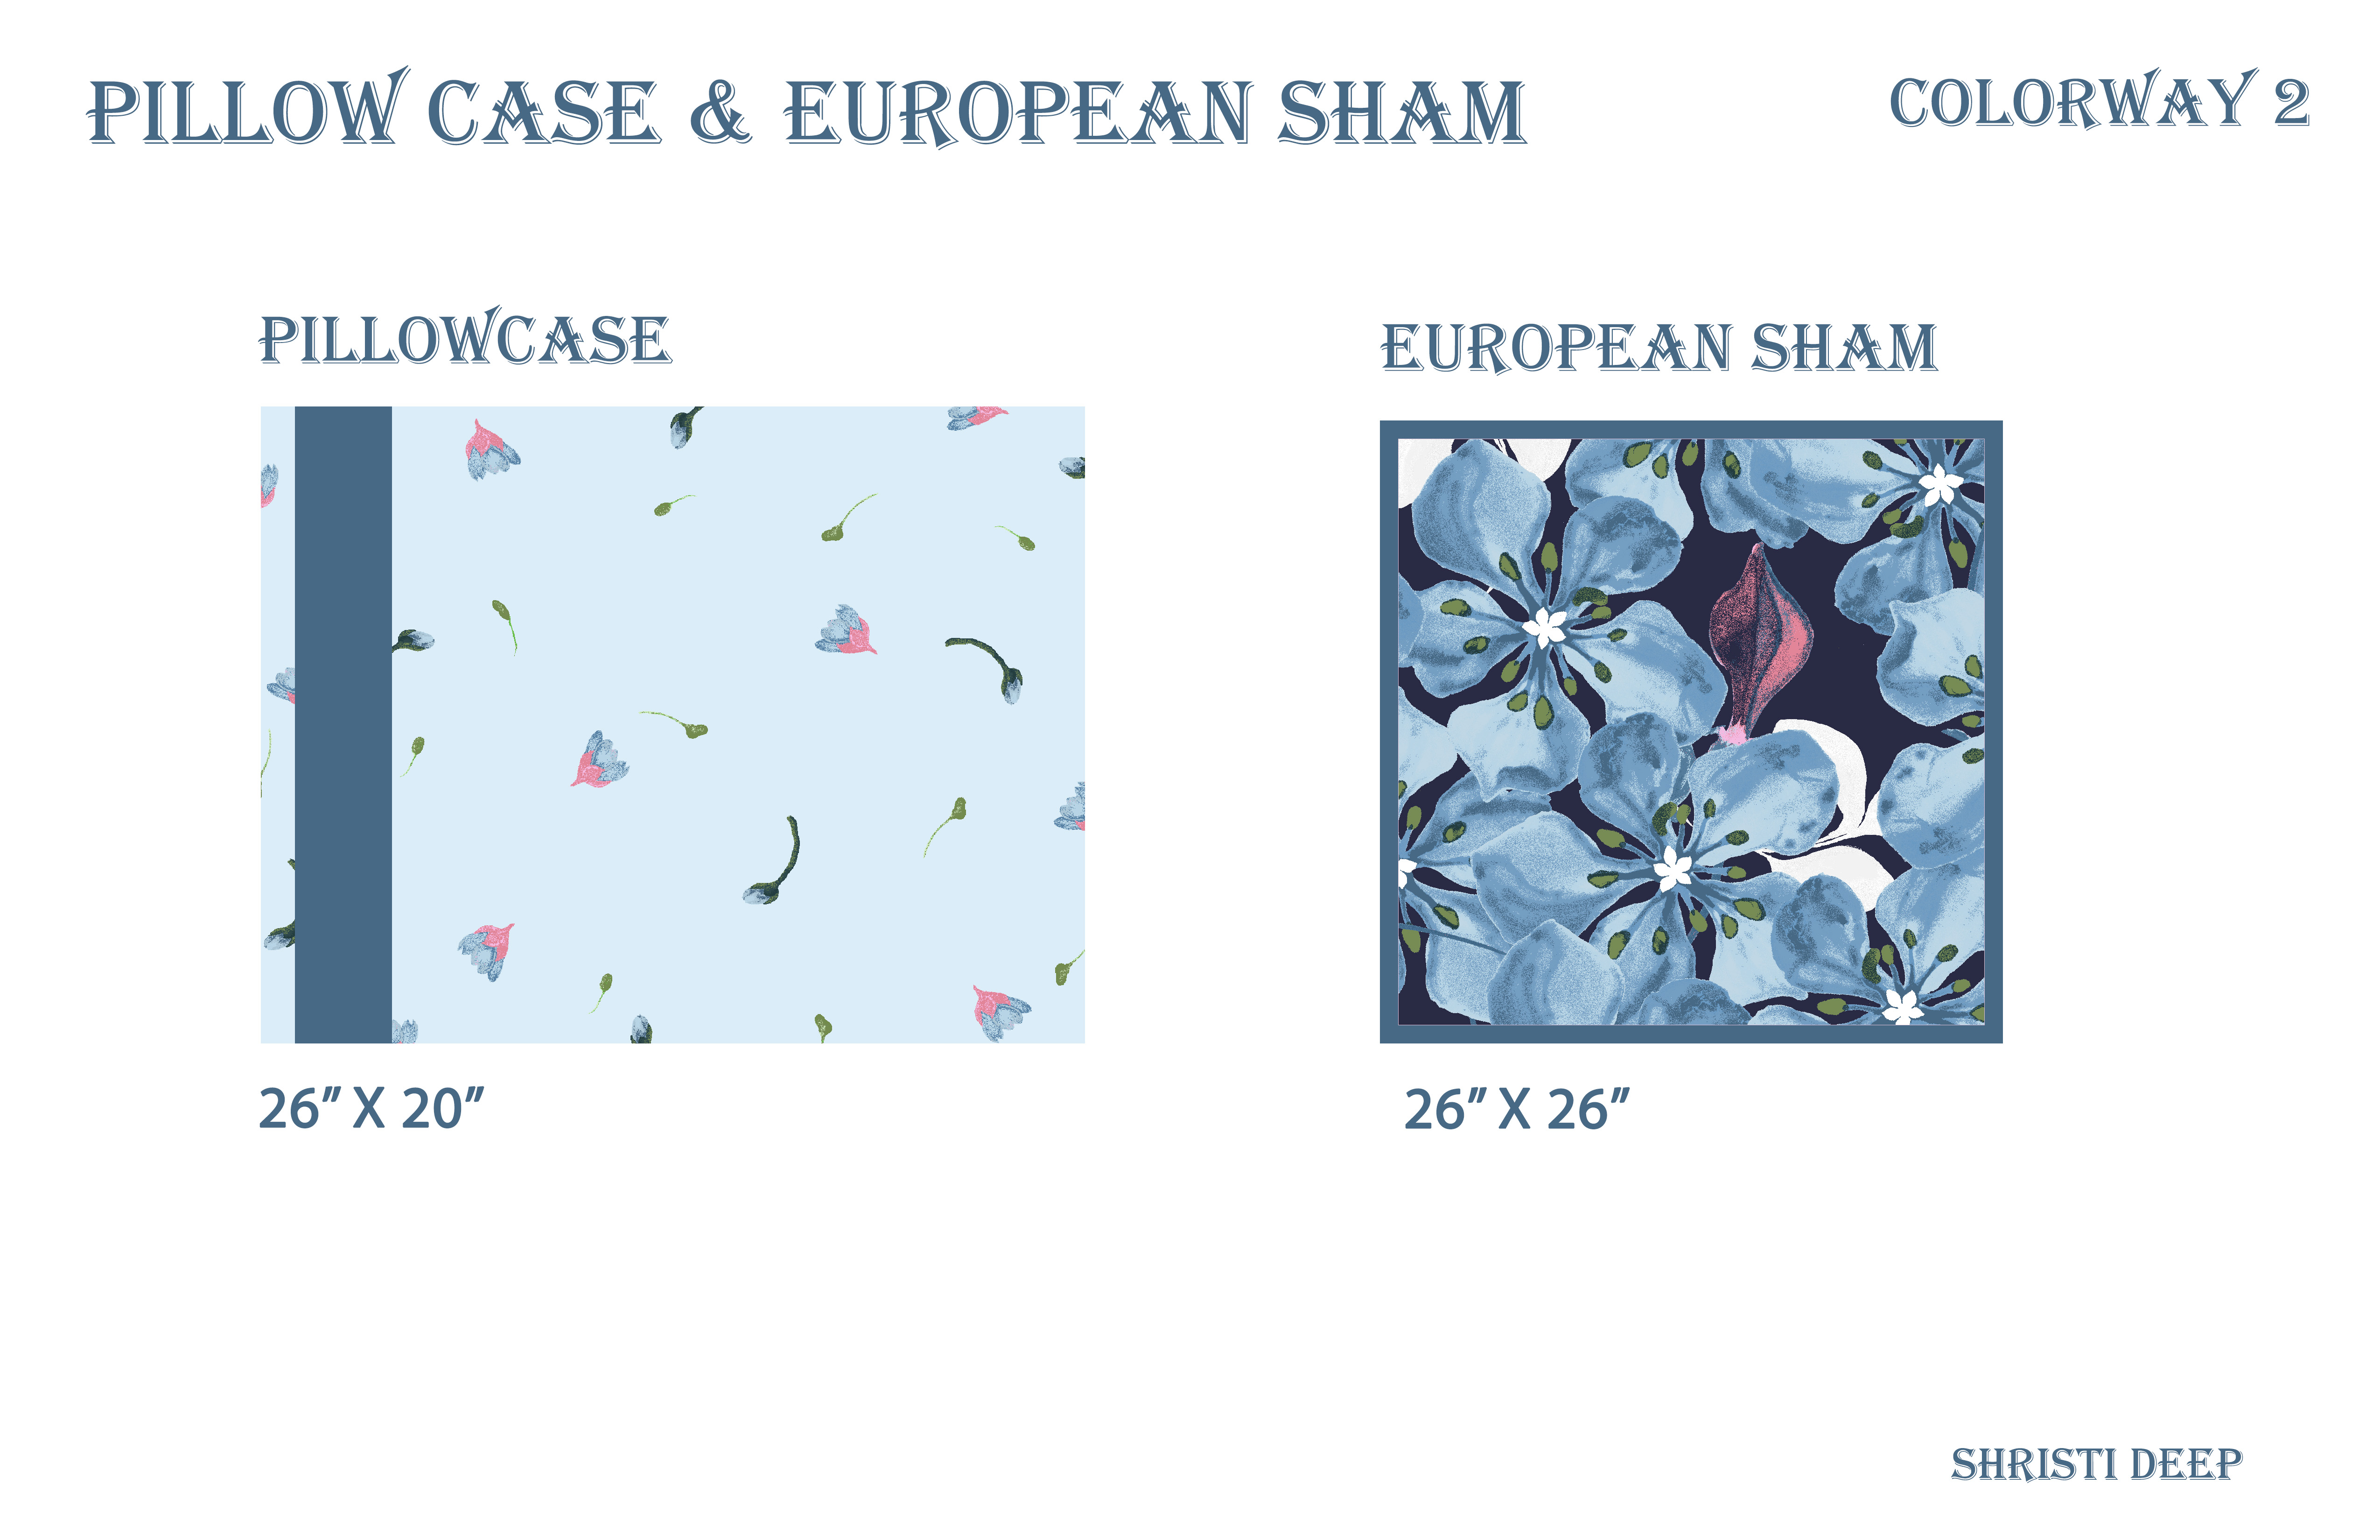 PILLOW CASE & EUROPEAN SHAM
COLORWAY 2
PILLOWCASE
EUROPEAN SHAM
26” X 20”
26” X 26”
SHRISTI DEEP